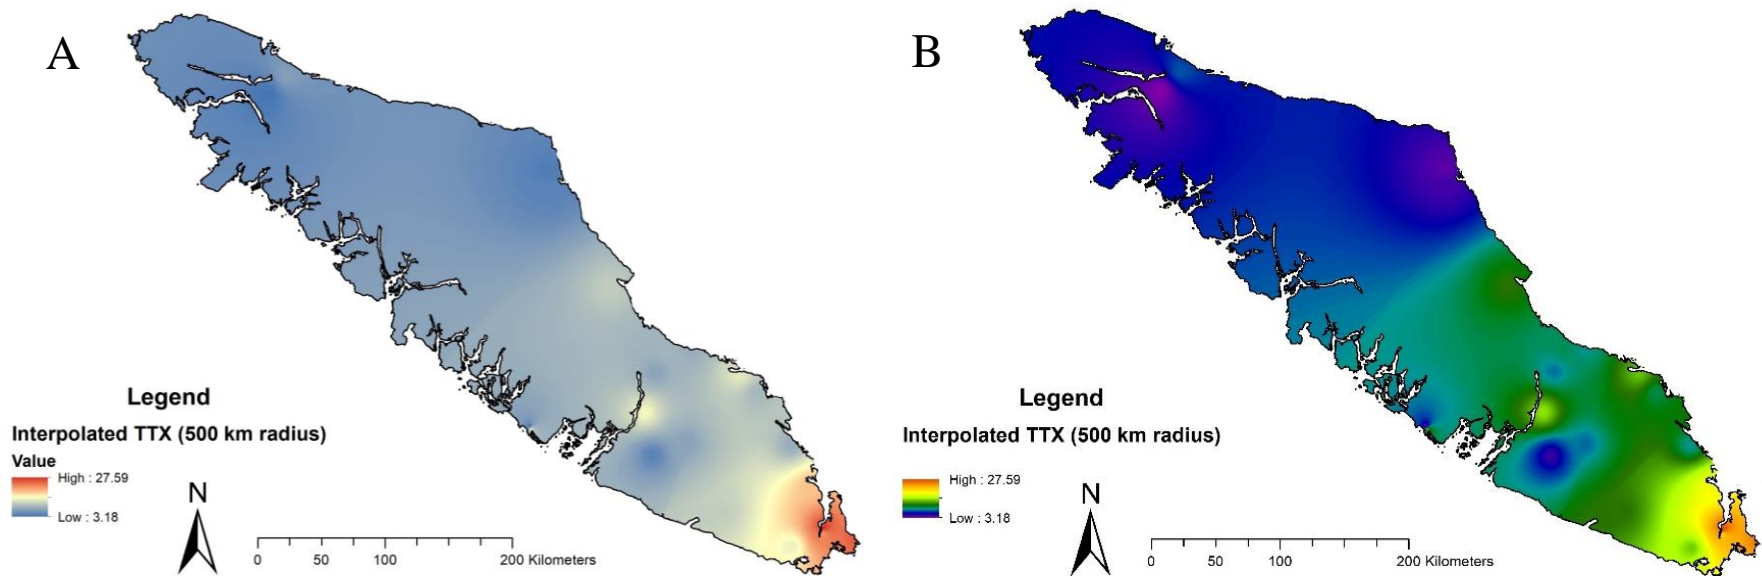 A
Legend
Interpolated TTX (500 km radius)
Value
High : 27.59
Low : 3.18
N
0 50 100 200 Kilometers
B
Legend
Interpolated TTX (500 km radius)
High : 27.59
Low : 3.18
N
0 50 100 200 Kilometers